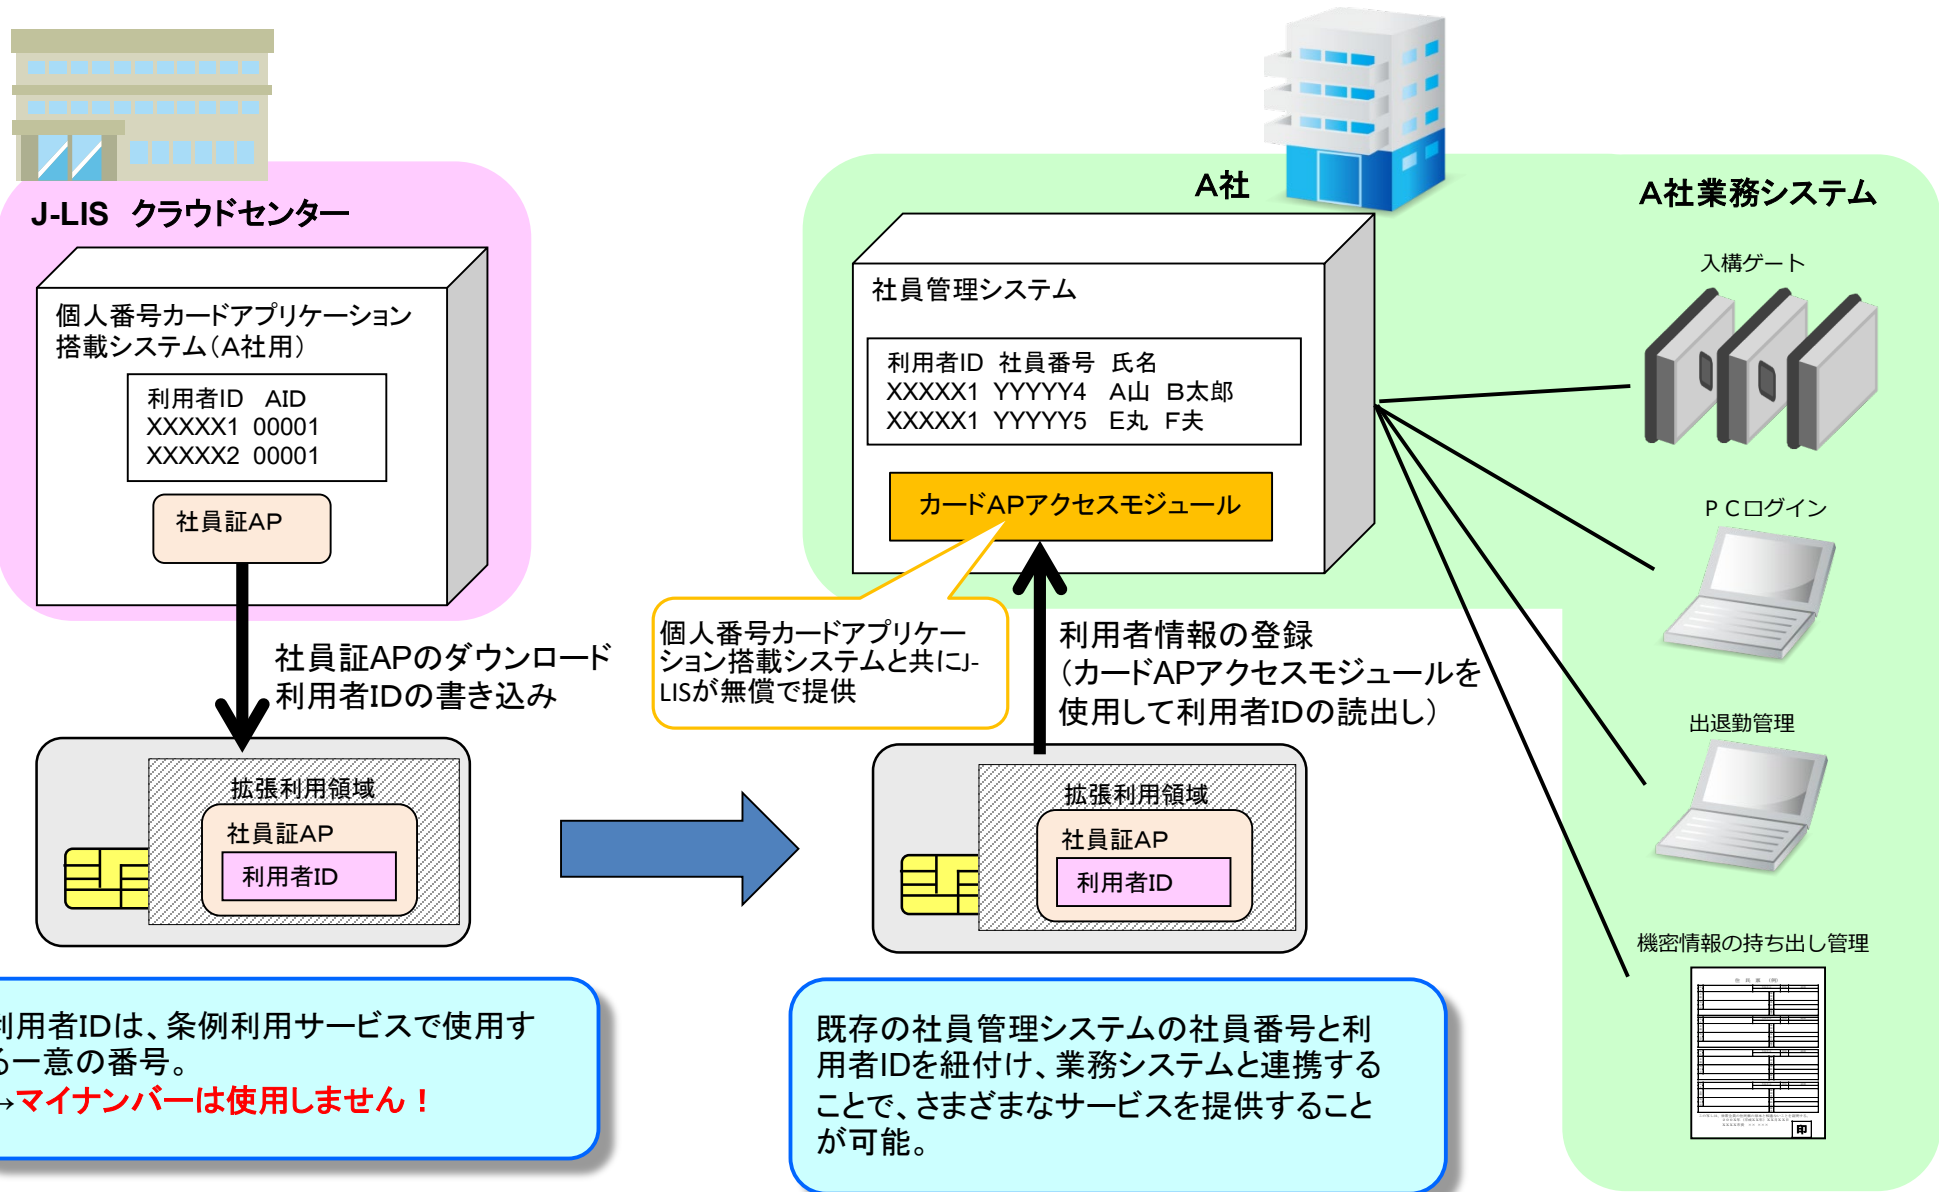 J-LIS クラウドセンター
個人番号カードアプリケーション
搭載システム（Ａ社用）
利用者ID AID
XXXXX1 00001
XXXXX2 00001
社員証AP
社員証APのダウンロード
利用者IDの書き込み
拡張利用領域
社員証AP
利用者ID
利用者IDは、条例利用サービスで使用す
る一意の番号。
→マイナンバーは使用しません！
Ａ社
社員管理システム
利用者ID 社員番号 氏名
XXXXX1 YYYYY4 A山 B太郎
XXXXX1 YYYYY5 E丸 F夫
カードAPアクセスモジュール
個人番号カードアプリケー
ション搭載システムと共にJ-
LISが無償で提供
利用者情報の登録
（カードAPアクセスモジュールを
使用して利用者IDの読出し）
拡張利用領域
社員証AP
利用者ID
既存の社員管理システムの社員番号と利
用者IDを紐付け、業務システムと連携する
ことで、さまざまなサービスを提供すること
が可能。
Ａ社業務システム
入構ゲート
ＰＣログイン
出退勤管理
機密情報の持ち出し管理
印